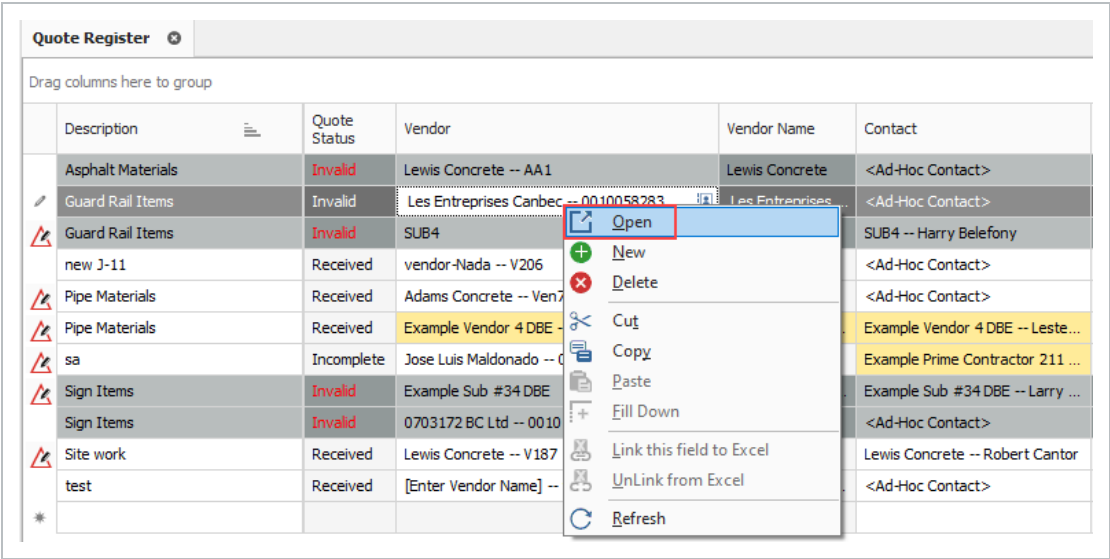 Quote Register
Drag columns here to group
Description Quote Status Vendor Vendor Name Contact
Asphalt Materials Invalid Lewis Concrete -- AA1 Lewis Concrete <Ad-Hoc Contact>
Guard Rail Items Invalid Les Entreprises Canbec -- 0010058283 Les Entreprises ... <Ad-Hoc Contact>
Guard Rail Items Invalid SUB4 SUB4 -- Harry Belefony
new J-11 Received vendor-Nada -- V206 <Ad-Hoc Contact>
Pipe Materials Received Adams Concrete -- Ven7 <Ad-Hoc Contact>
Pipe Materials Received Example Vendor 4 DBE - Example Vendor 4 DBE -- Leste...
sa Incomplete Jose Luis Maldonado -- Example Prime Contractor 211 ...
Sign Items Invalid Example Sub #34 DBE Example Sub #34 DBE -- Larry ...
Sign Items Invalid 0703172 BC Ltd -- 0010 <Ad-Hoc Contact>
Site work Received Lewis Concrete -- V187 Lewis Concrete -- Robert Cantor
test Received [Enter Vendor Name] -- <Ad-Hoc Contact>
Open
New
Delete
Cut
Copy
Paste
Fill Down
Link this field to Excel
UnLink from Excel
Refresh